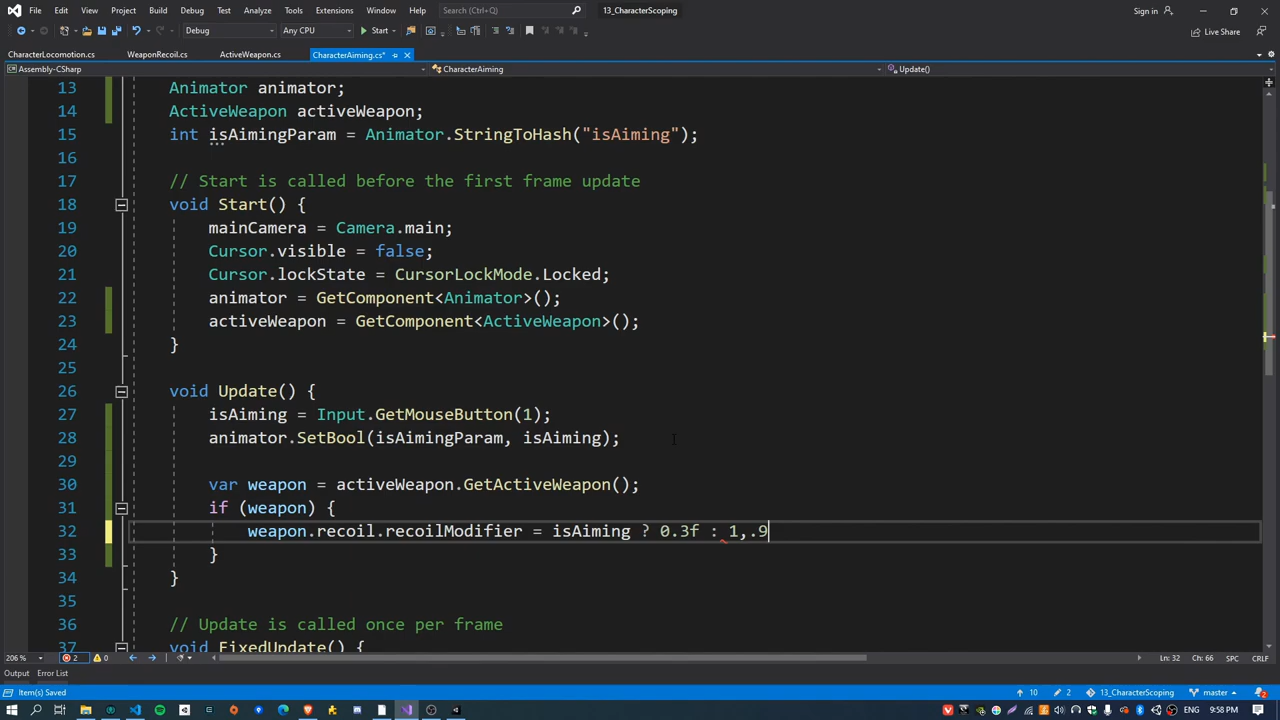 File Edit View Git Project Build Debug Test Analyze Tools Extensions Window Help Search (Ctrl+Q) 13_CharacterScoping Sign in
Debug Any CPU Start Live Share
CharacterLocomotion.cs WeaponRecoil.cs ActiveWeapon.cs CharacterAiming.cs*
Assembly-CSharp CharacterAiming Update()
13 Animator animator;
14 ActiveWeapon activeWeapon;
15 int isAimingParam = Animator.StringToHash("isAiming");
16
17 // Start is called before the first frame update
18 void Start() {
19 mainCamera = Camera.main;
20 Cursor.visible = false;
21 Cursor.lockState = CursorLockMode.Locked;
22 animator = GetComponent<Animator>();
23 activeWeapon = GetComponent<ActiveWeapon>();
24 }
25
26 void Update() {
27 isAiming = Input.GetMouseButton(1);
28 animator.SetBool(isAimingParam, isAiming);
29
30 var weapon = activeWeapon.GetActiveWeapon();
31 if (weapon) {
32 weapon.recoil.recoilModifier = isAiming ? 0.3f : 1,.9
33 }
34 }
35
36 // Update is called once per frame
37 void FixedUpdate() {
206 % 2 0 Ln: 32 Ch: 66 SPC CRLF
Output Error List
Item(s) Saved 10 2 13_CharacterScoping master 2
ENG 9:58 PM